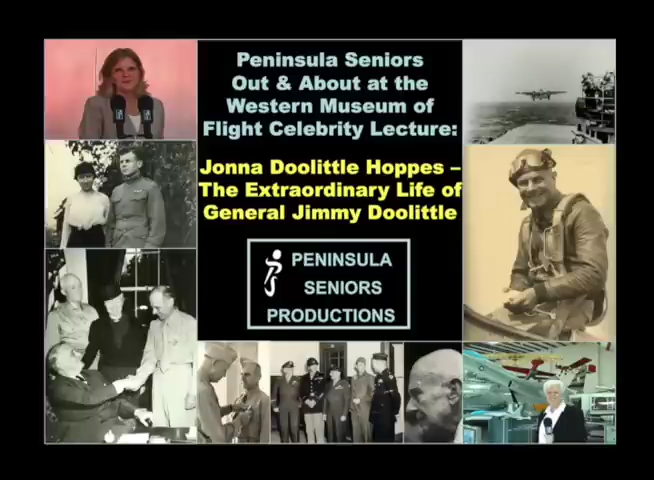 Peninsula Seniors
Out & About at the
Western Museum of
Flight Celebrity Lecture:
Jonna Doolittle Hoppes –
The Extraordinary Life of
General Jimmy Doolittle
PENINSULA
SENIORS
PRODUCTIONS